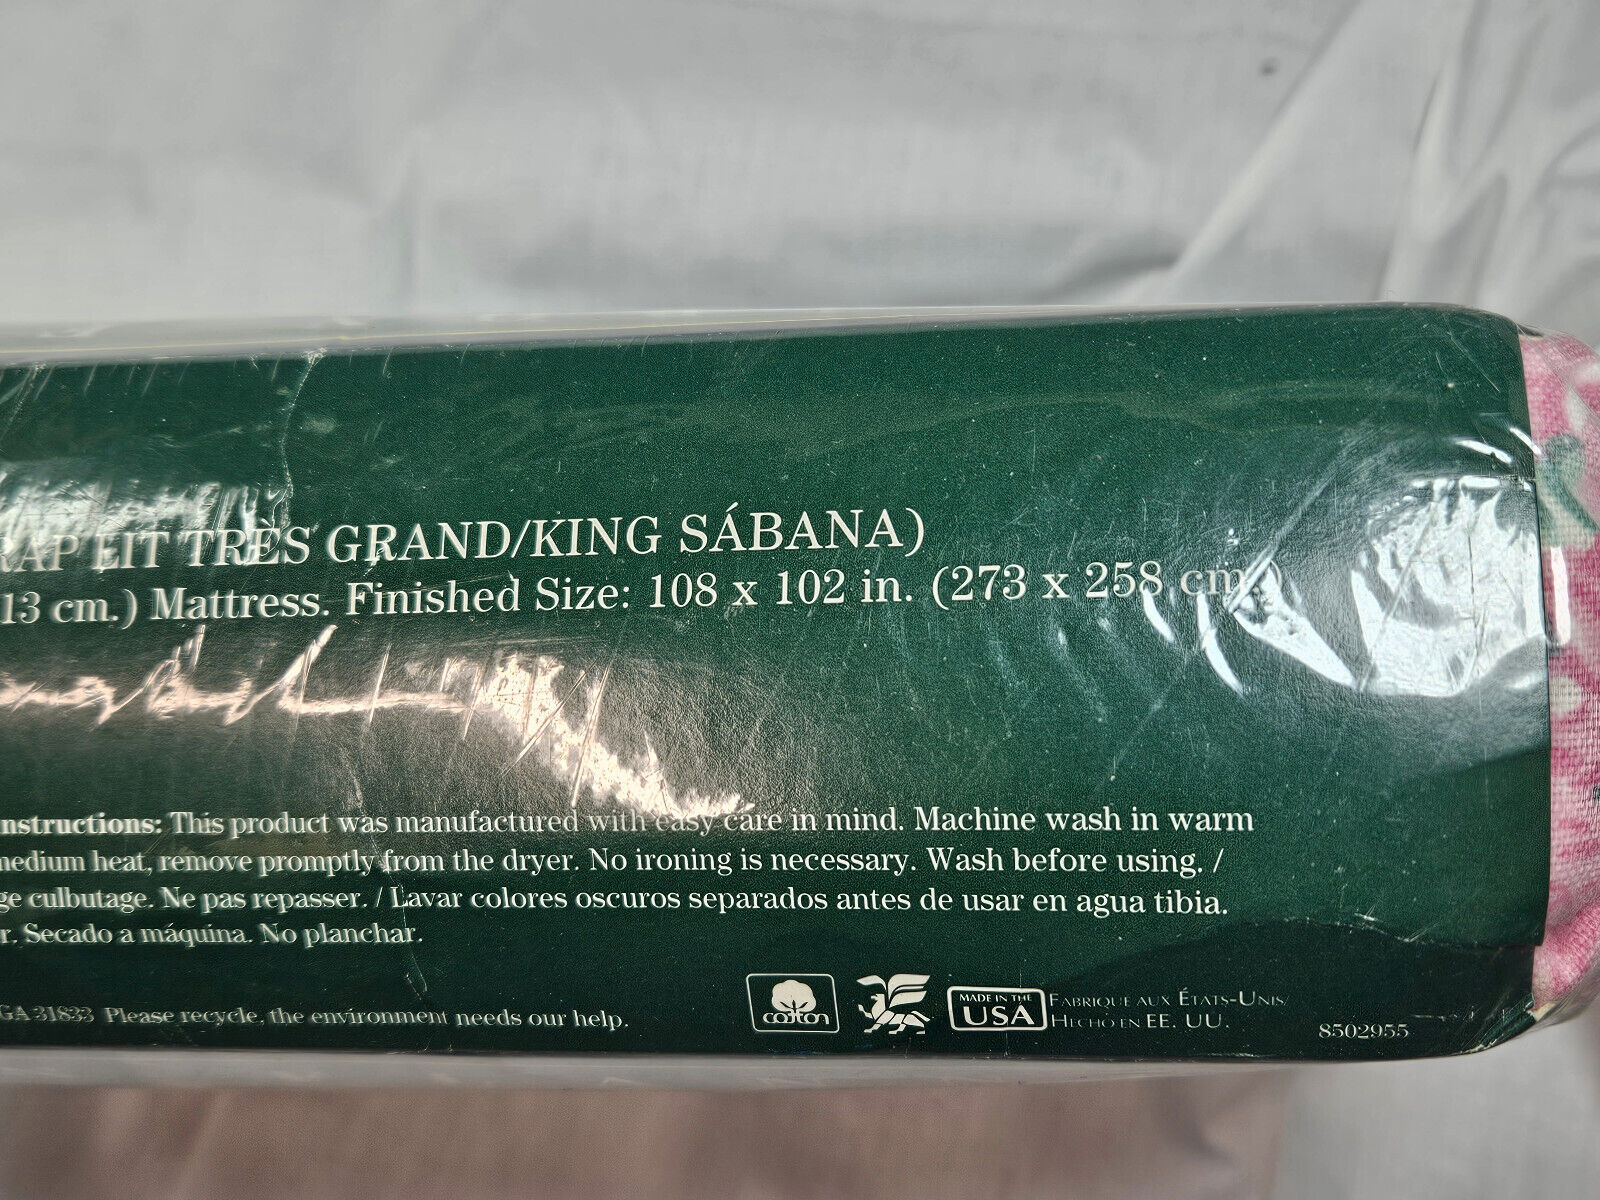 RAP LIT TRÈS GRAND/KING SÁBANA)
13 cm.) Mattress. Finished Size: 108 x 102 in. (273 x 258 cm.)
nstructions: This product was manufactured with easy care in mind. Machine wash in warm
medium heat, remove promptly from the dryer. No ironing is necessary. Wash before using. /
ge culbutage. Ne pas repasser. / Lavar colores oscuros separados antes de usar en agua tibia.
r. Secado a máquina. No planchar.
GA 31833 Please recycle, the environment needs our help.
cotton
MADE IN THE
USA
FABRIQUE AUX ÉTATS-UNIS/
HECHO EN EE. UU.
8502955